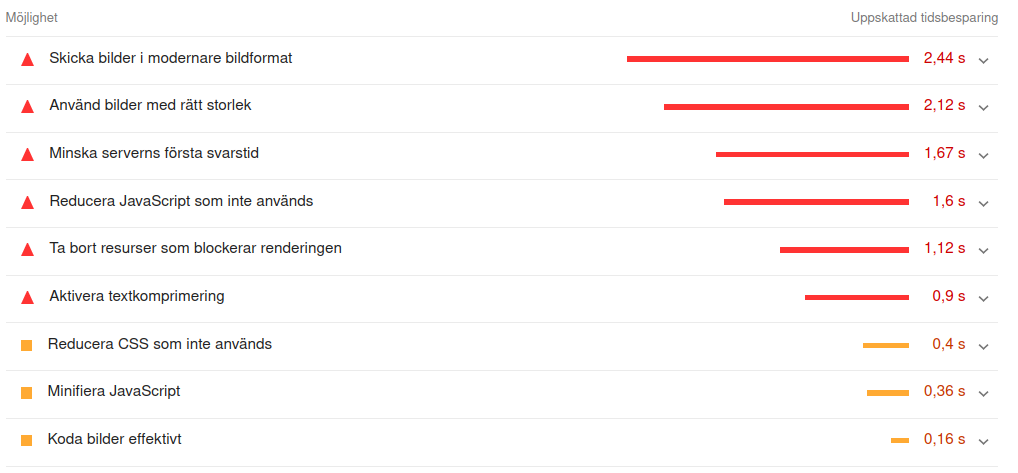 Möjlighet Uppskattad tidsbesparing
Skicka bilder i modernare bildformat 2,44 s
Använd bilder med rätt storlek 2,12 s
Minska serverns första svarstid 1,67 s
Reducera JavaScript som inte används 1,6 s
Ta bort resurser som blockerar renderingen 1,12 s
Aktivera textkomprimering 0,9 s
Reducera CSS som inte används 0,4 s
Minifiera JavaScript 0,36 s
Koda bilder effektivt 0,16 s